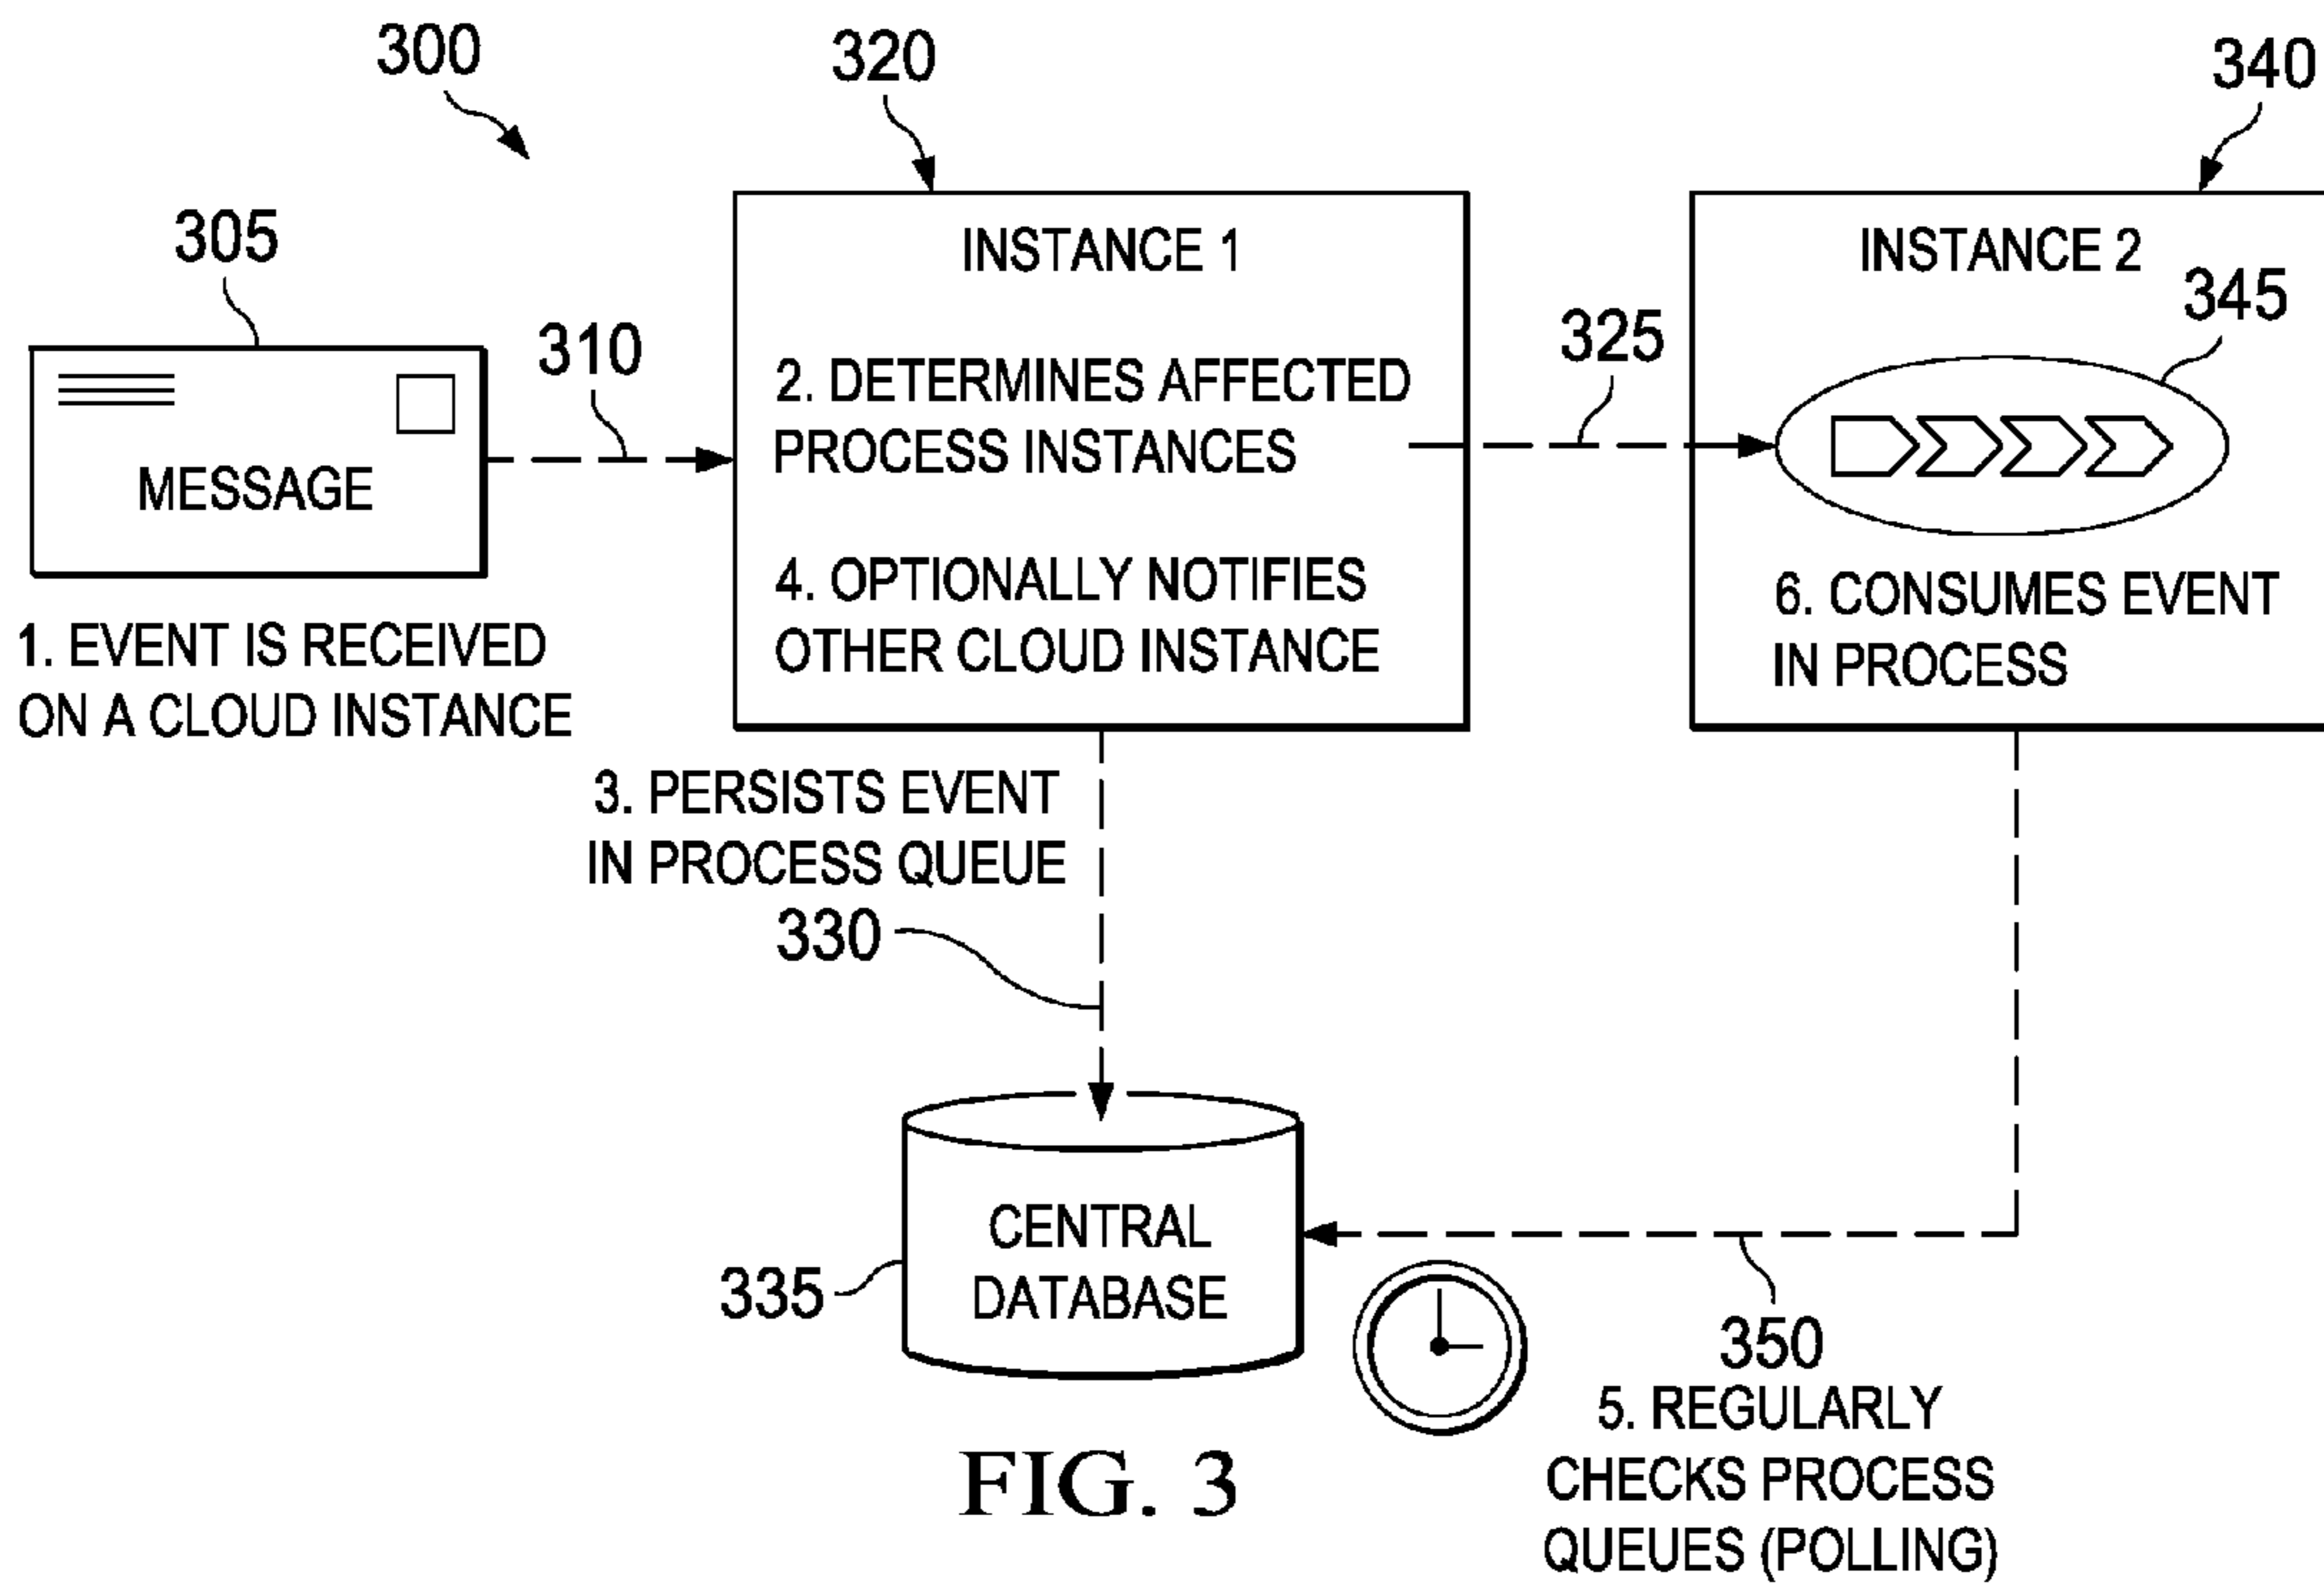 300
320
340
305
INSTANCE 1
INSTANCE 2
345
310
325
2. DETERMINES AFFECTED
PROCESS INSTANCES
MESSAGE
4. OPTIONALLY NOTIFIES
OTHER CLOUD INSTANCE
6. CONSUMES EVENT
IN PROCESS
1. EVENT IS RECEIVED
ON A CLOUD INSTANCE
3. PERSISTS EVENT
IN PROCESS QUEUE
330
CENTRAL
DATABASE
335
350
5. REGULARLY
CHECKS PROCESS
QUEUES (POLLING)
FIG. 3